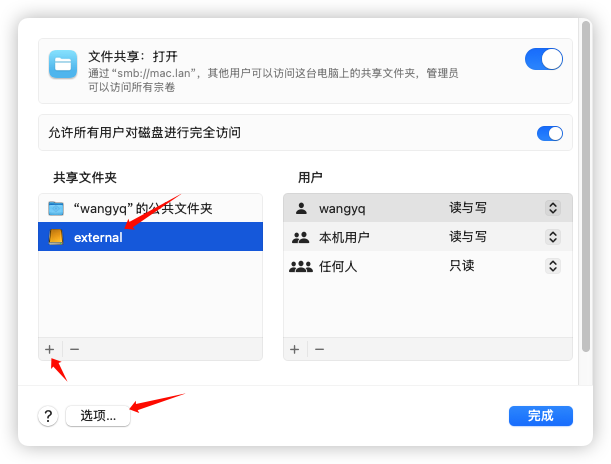 文件共享：打开
通过“smb://mac.lan”，其他用户可以访问这台电脑上的共享文件夹，管理员
可以访问所有宗卷
允许所有用户对磁盘进行完全访问
共享文件夹
“wangyq”的公共文件夹
external
+ −
用户
wangyq 读与写
本机用户 读与写
任何人 只读
+ −
? 选项... 完成